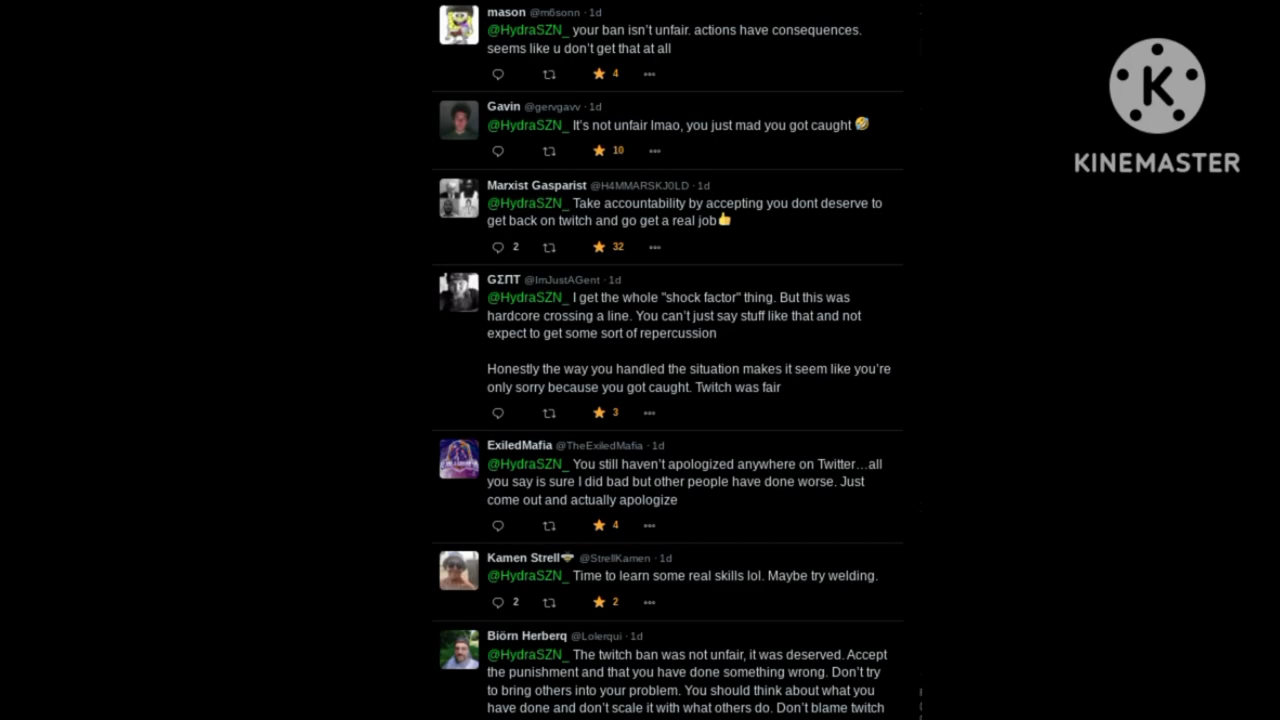 mason @m6sonn · 1d
@HydraSZN_ your ban isn't unfair. actions have consequences.
seems like u don't get that at all
4
Gavin @gervgavv · 1d
@HydraSZN_ It's not unfair lmao, you just mad you got caught 🤣
10
Marxist Gasparist @H4MMARSKJ0LD · 1d
@HydraSZN_ Take accountability by accepting you dont deserve to
get back on twitch and go get a real job👍
2 32
GΣПT @ImJustAGent · 1d
@HydraSZN_ I get the whole "shock factor" thing. But this was
hardcore crossing a line. You can't just say stuff like that and not
expect to get some sort of repercussion
Honestly the way you handled the situation makes it seem like you're
only sorry because you got caught. Twitch was fair
3
ExiledMafia @TheExiledMafia · 1d
@HydraSZN_ You still haven't apologized anywhere on Twitter…all
you say is sure I did bad but other people have done worse. Just
come out and actually apologize
4
Kamen Strell @StrellKamen · 1d
@HydraSZN_ Time to learn some real skills lol. Maybe try welding.
2 2
Biörn Herberq @Lolerqui · 1d
@HydraSZN_ The twitch ban was not unfair, it was deserved. Accept
the punishment and that you have done something wrong. Don't try
to bring others into your problem. You should think about what you
have done and don't scale it with what others do. Don't blame twitch
K
KINEMASTER